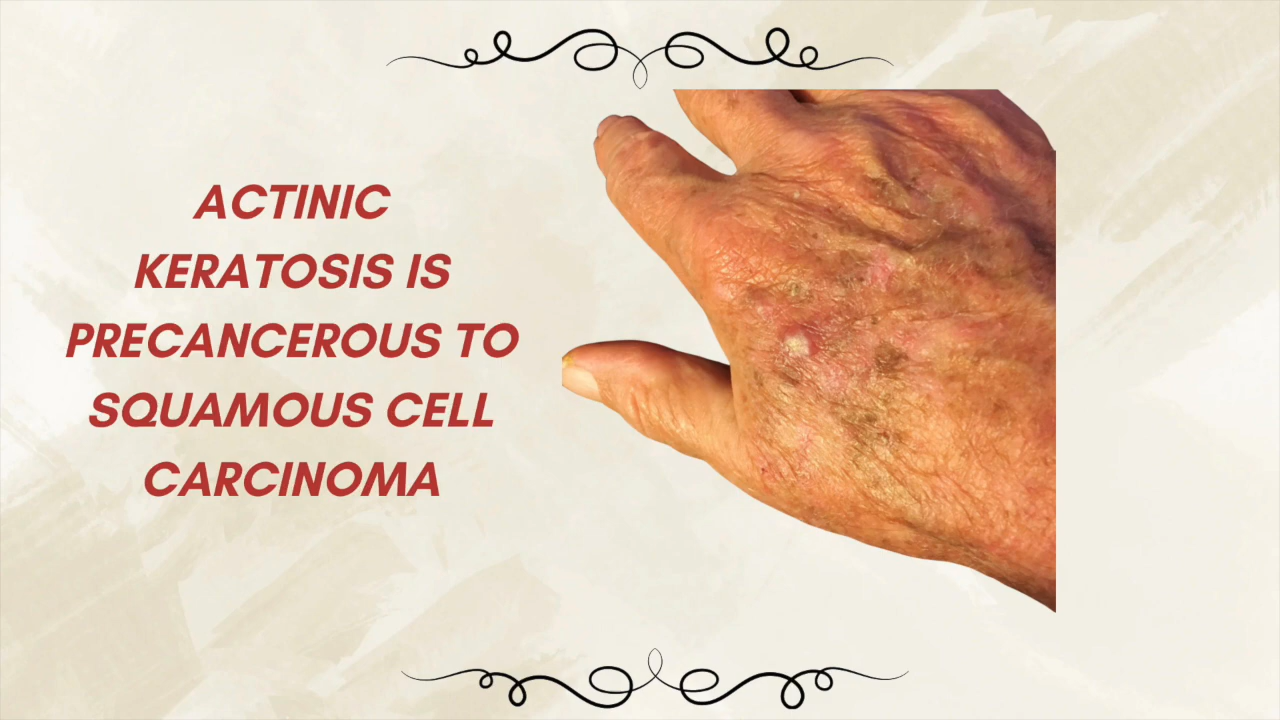 ACTINIC
KERATOSIS IS
PRECANCEROUS TO
SQUAMOUS CELL
CARCINOMA